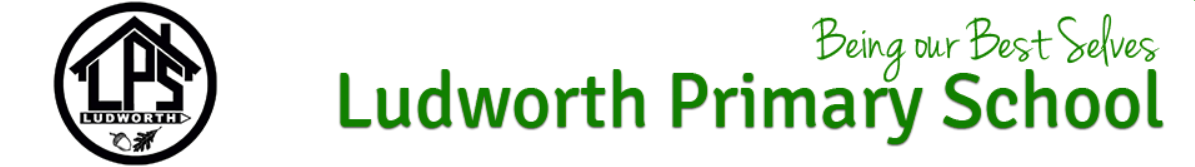 LPS
LUDWORTH
Being our Best Selves
Ludworth Primary School